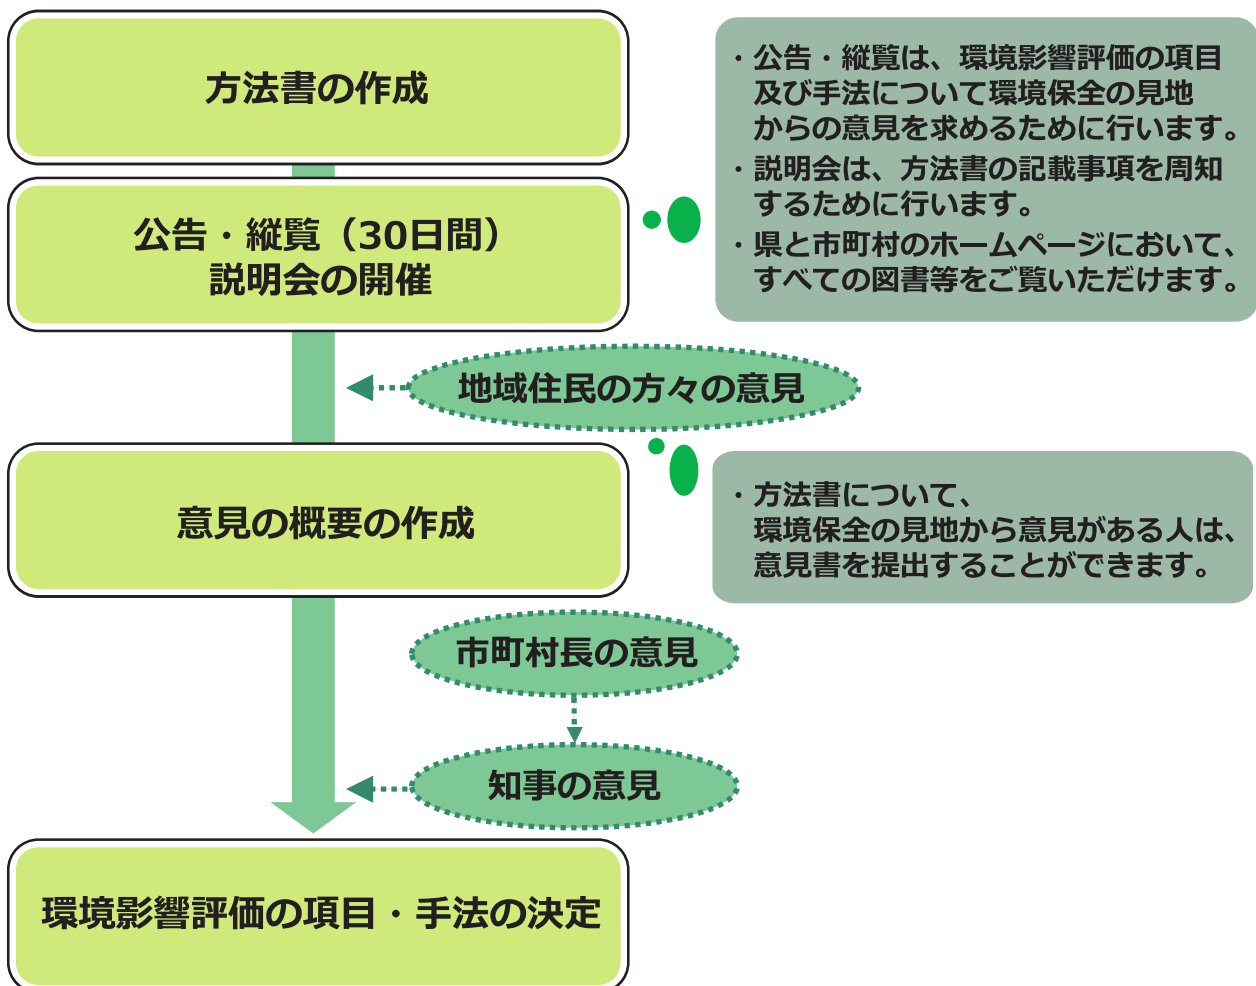 方法書の作成
公告・縦覧（30日間）
説明会の開催
・公告・縦覧は、環境影響評価の項目
及び手法について環境保全の見地
からの意見を求めるために行います。
・説明会は、方法書の記載事項を周知
するために行います。
・県と市町村のホームページにおいて、
すべての図書等をご覧いただけます。
地域住民の方々の意見
意見の概要の作成
・方法書について、
環境保全の見地から意見がある人は、
意見書を提出することができます。
市町村長の意見
知事の意見
環境影響評価の項目・手法の決定